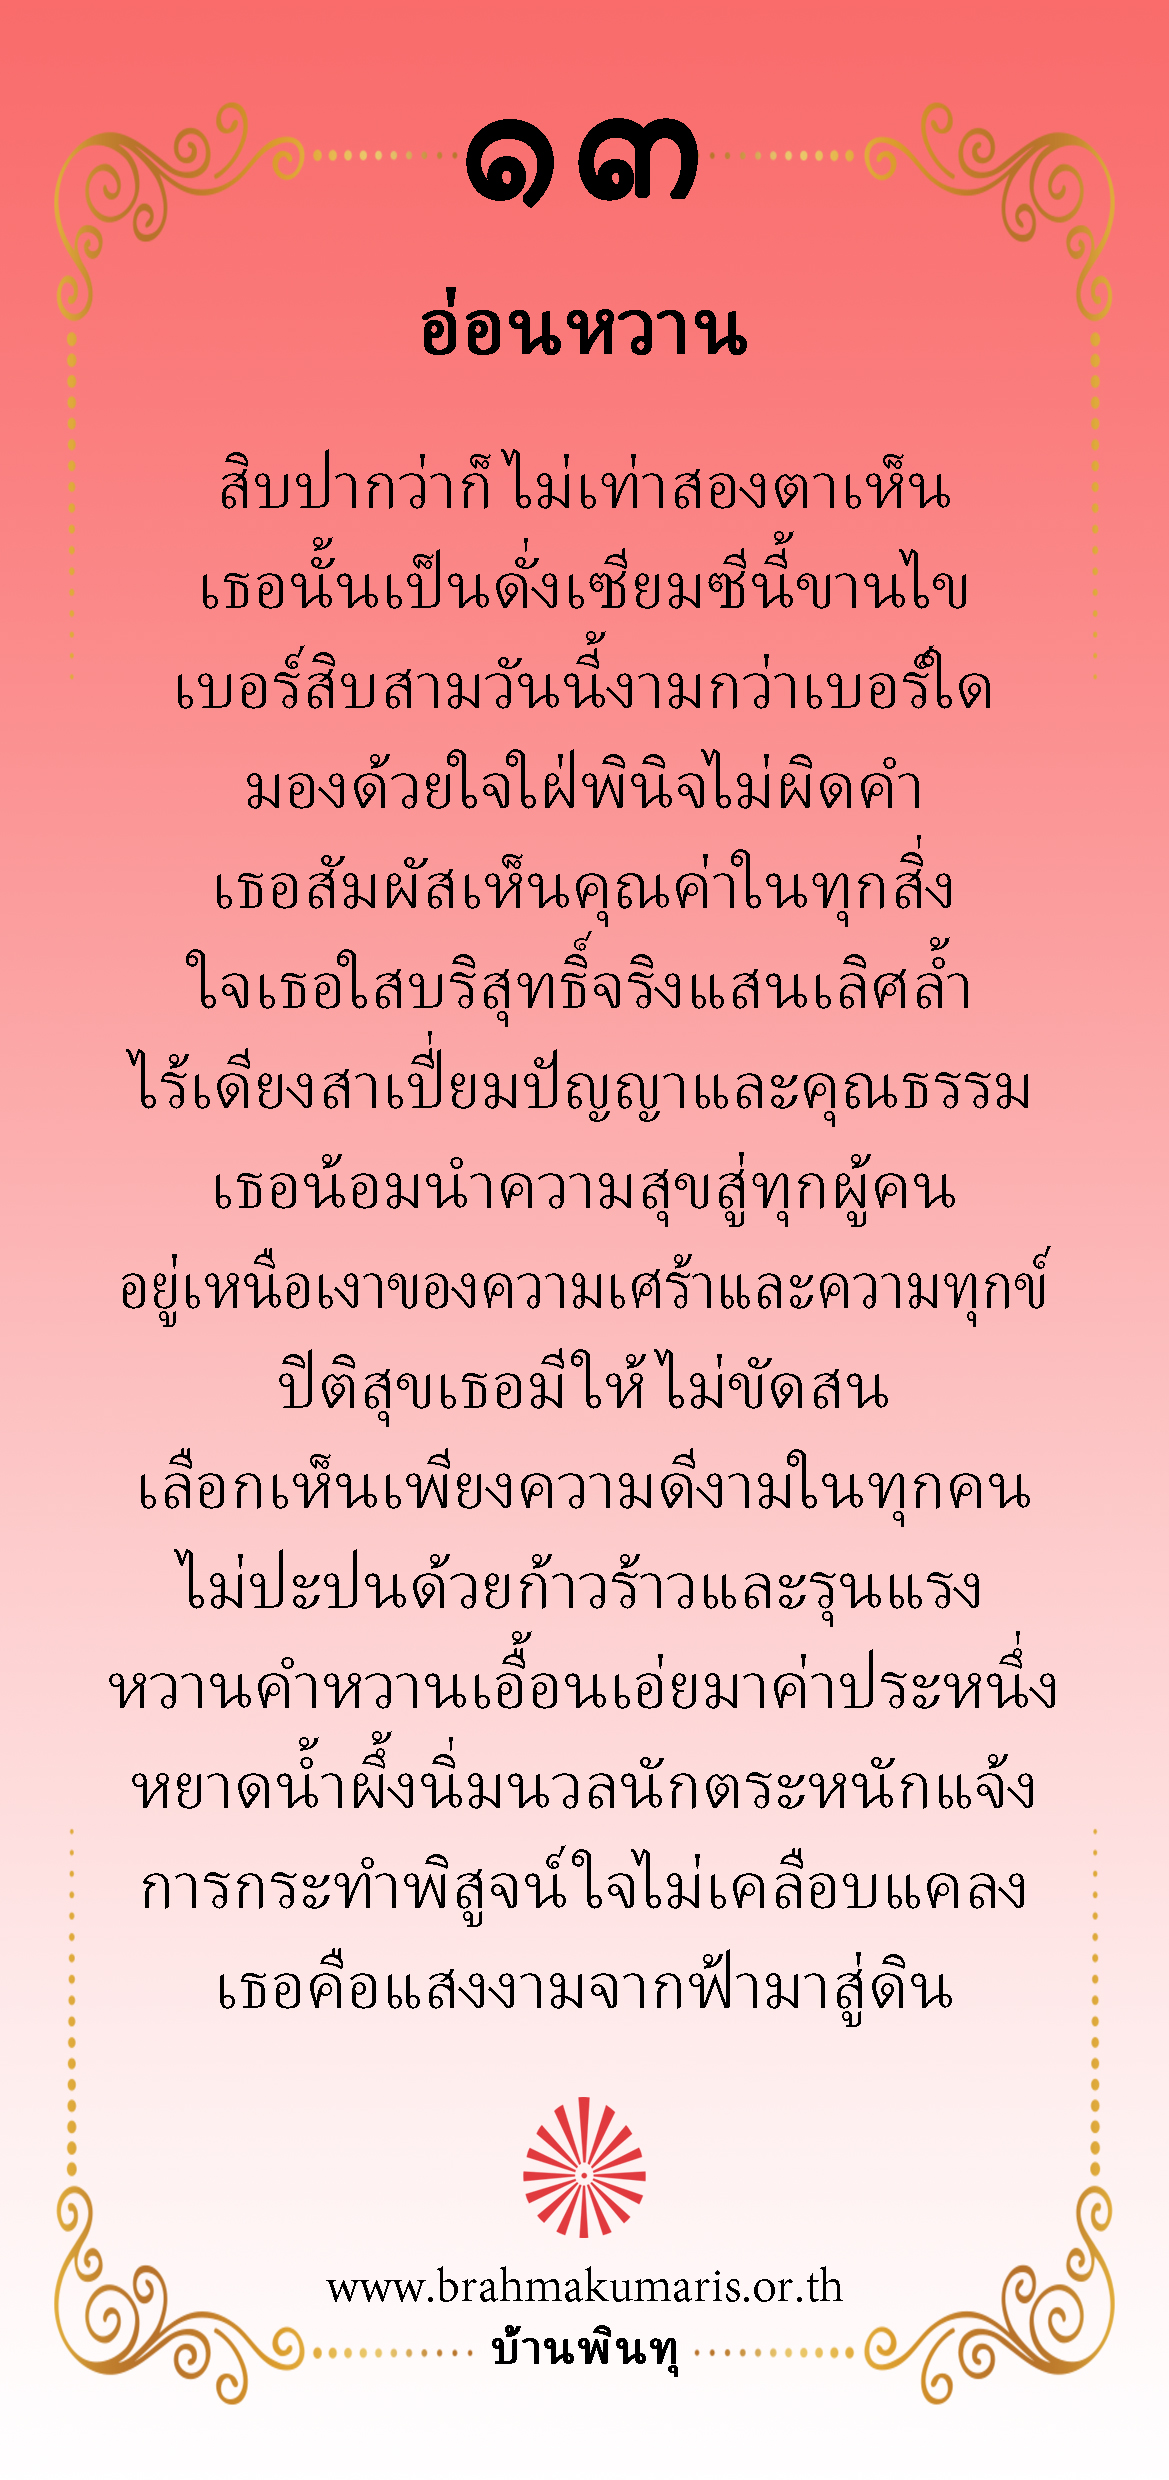 ๑๓
อ่อนหวาน
สิบปากว่าก็ไม่เท่าสองตาเห็น
เธอนั้นเป็นดั่งเซียมซีนี้ขานไข
เบอร์สิบสามวันนี้งามกว่าเบอร์ใด
มองด้วยใจใฝ่พินิจไม่ผิดคำ
เธอสัมผัสเห็นคุณค่าในทุกสิ่ง
ใจเธอใสบริสุทธิ์จริงแสนเลิศล้ำ
ไร้เดียงสาเปี่ยมปัญญาและคุณธรรม
เธอน้อมนำความสุขสู่ทุกผู้คน
อยู่เหนือเงาของความเศร้าและความทุกข์
ปิติสุขเธอมีให้ไม่ขัดสน
เลือกเห็นเพียงความดีงามในทุกคน
ไม่ปะปนด้วยก้าวร้าวและรุนแรง
หวานคำหวานเอื้อนเอ่ยมาค่าประหนึ่ง
หยาดน้ำผึ้งนิ่มนวลนักตระหนักแจ้ง
การกระทำพิสูจน์ใจไม่เคลือบแคลง
เธอคือแสงงามจากฟ้ามาสู่ดิน
www.brahmakumaris.or.th
บ้านพินทุ